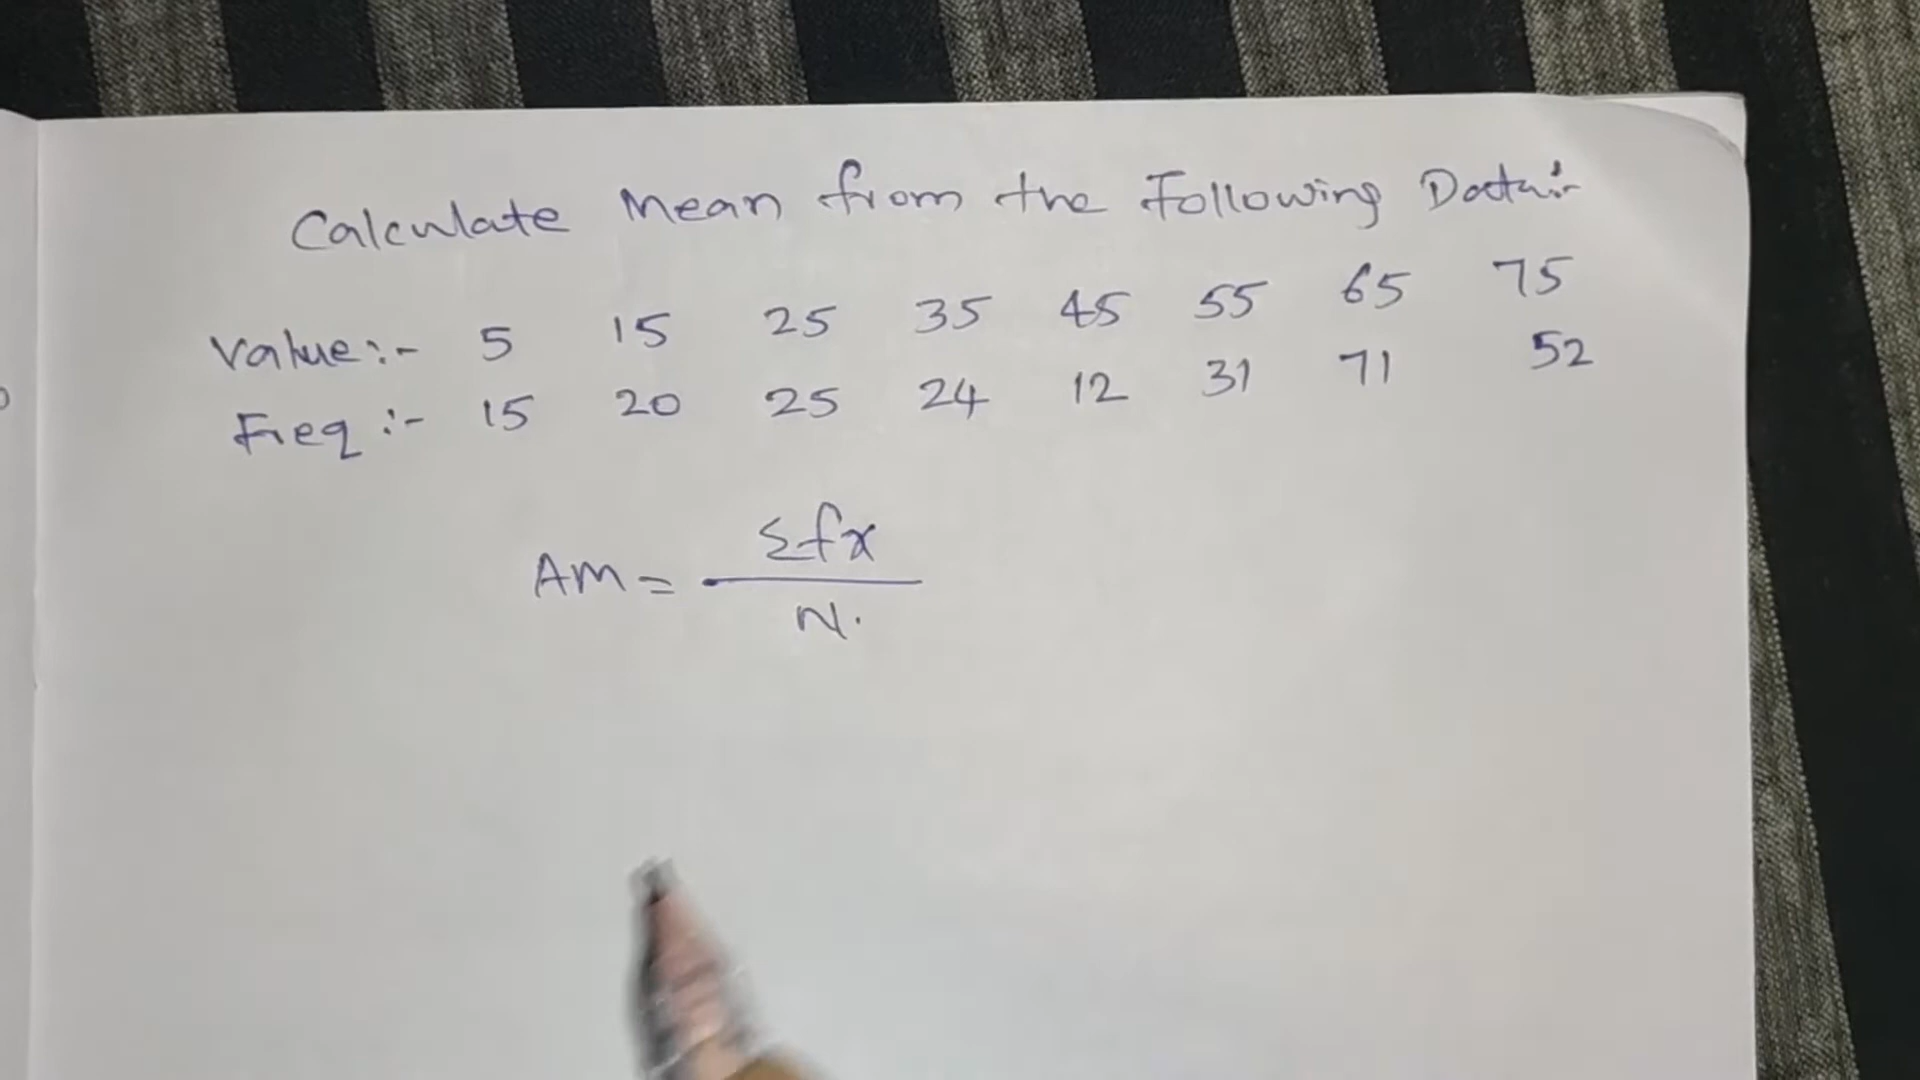 Calculate Mean from the Following Data:-
Value:- 5 15 25 35 45 55 65 75
Freq:- 15 20 25 24 12 31 71 52
AM = Σfx
N.